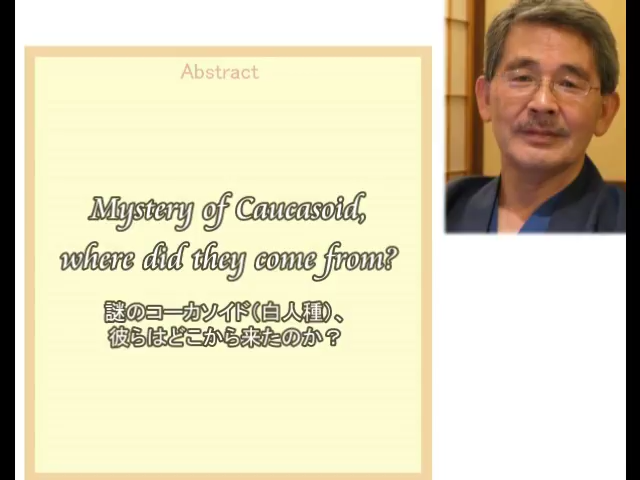 Abstract
Mystery of Caucasoid,
where did they come from?
謎のコーカソイド（白人種）、
彼らはどこから来たのか？